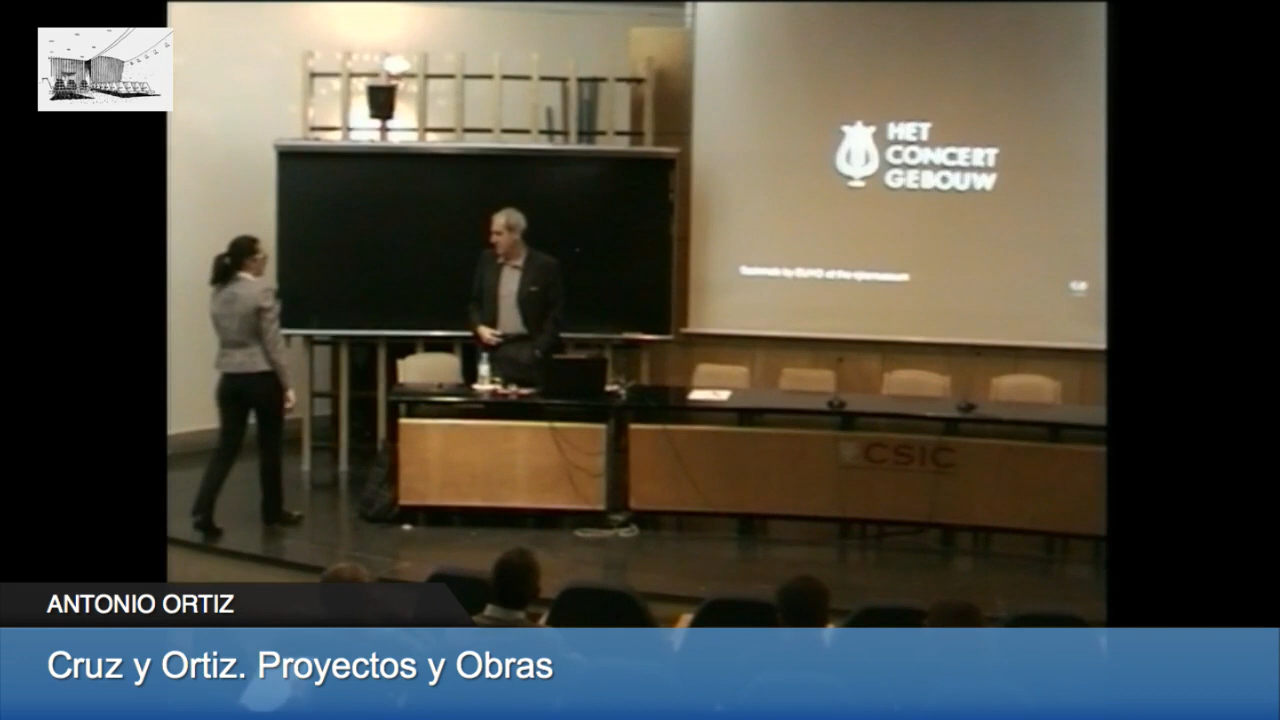 HET
CONCERT
GEBOUW
CSIC
ANTONIO ORTIZ
Cruz y Ortiz. Proyectos y Obras